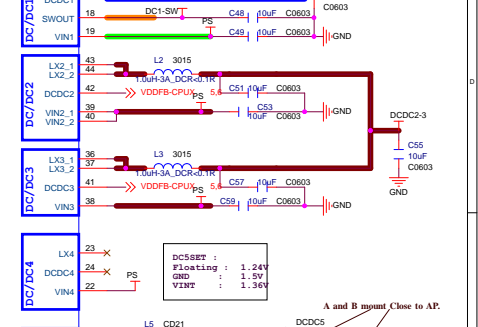 DCDC1
C0603
DC/DC1
SWOUT 18 DC1-SW C48 10uF C0603
PS
VIN1 19 C49 10uF C0603 GND
DC/DC2
LX2_1 43 L2 3015
LX2_2 44
1.0uH-3A_DCR<0.1R
DCDC2 42 VDDFB-CPUX 5,6 C51 10uF C0603
PS
VIN2_1 39 C53
VIN2_2 40 10uF C0603 GND
DCDC2-3
C55
10uF
C0603
GND
DC/DC3
LX3_1 36 L3 3015
LX3_2 37
1.0uH-3A_DCR<0.1R
DCDC3 41 VDDFB-CPUX 5,6 C57 10uF C0603
PS
VIN3 38 C59 10uF C0603 GND
DC/DC4
LX4 23
DCDC4 24
PS
VIN4 22
DC5SET :
Floating : 1.24V
GND : 1.5V
VINT : 1.36V
A and B mount Close to AP.
L5 CD21 DCDC5
D